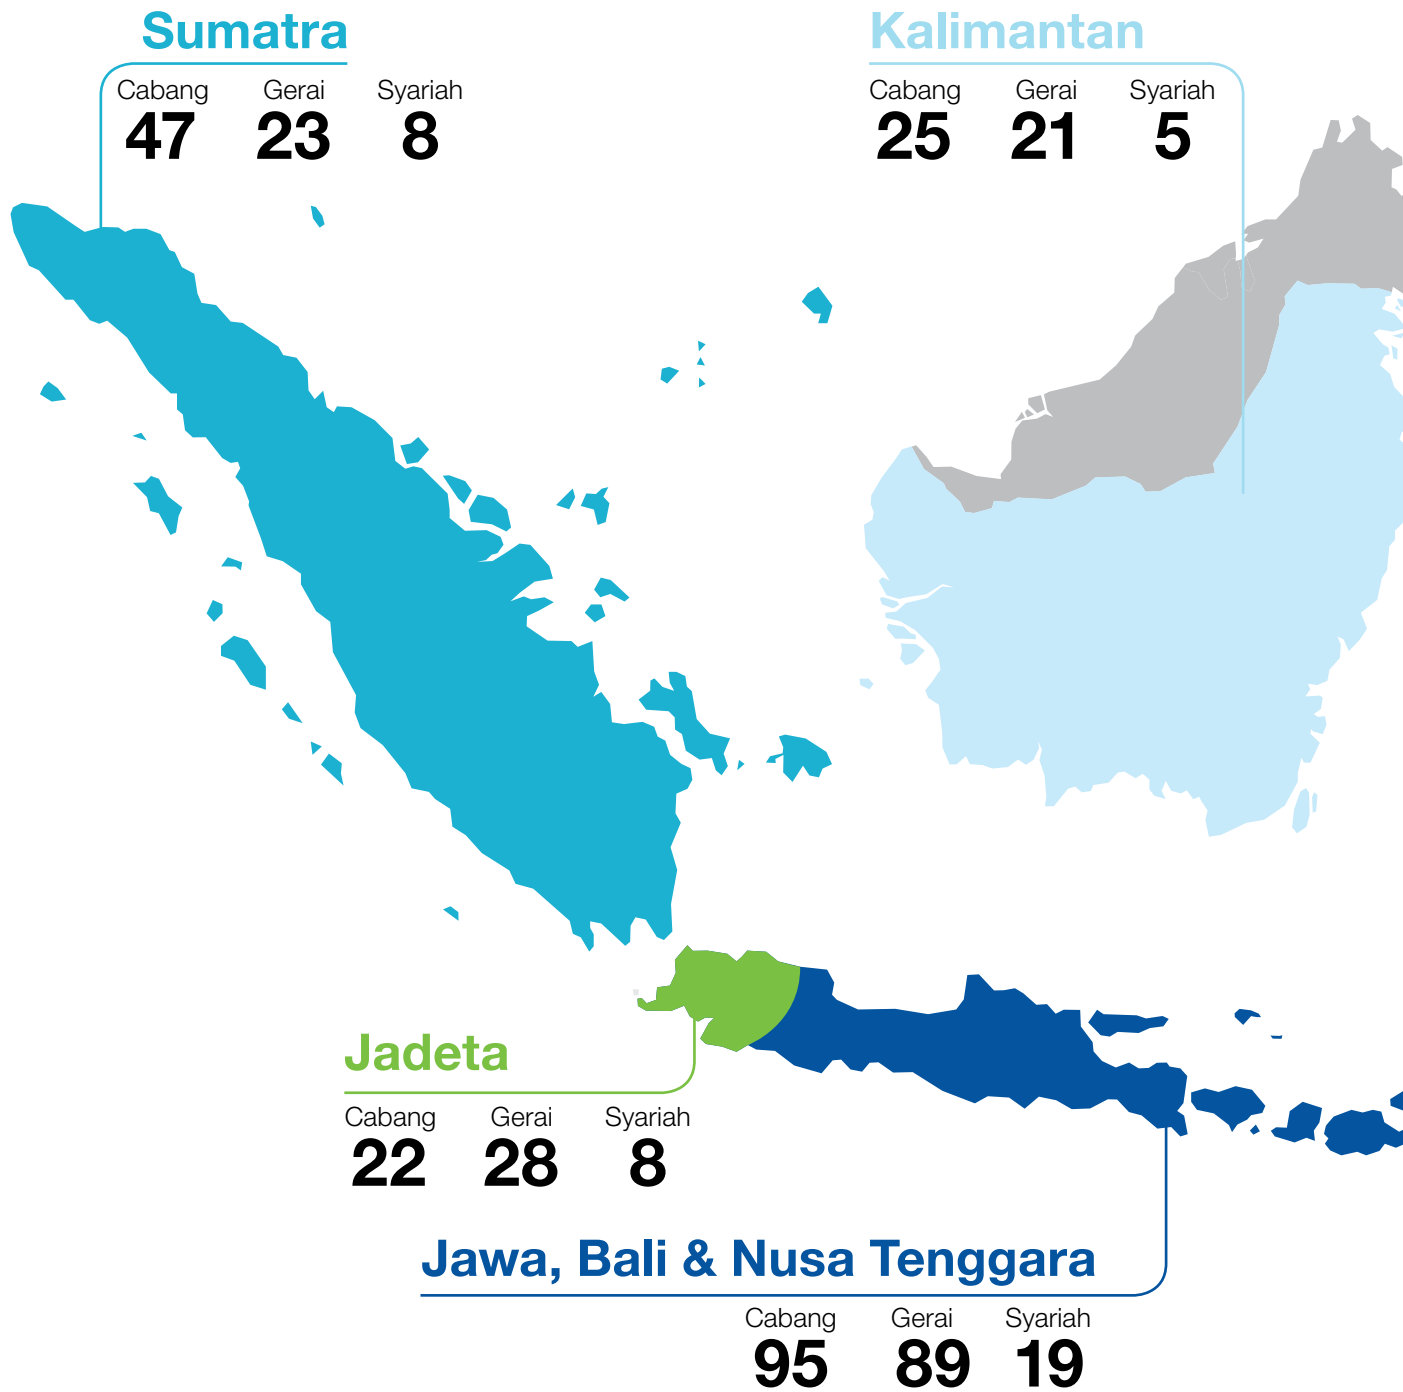 Sumatra
Cabang Gerai Syariah
47 23 8
Kalimantan
Cabang Gerai Syariah
25 21 5
Jadeta
Cabang Gerai Syariah
22 28 8
Jawa, Bali & Nusa Tenggara
Cabang Gerai Syariah
95 89 19